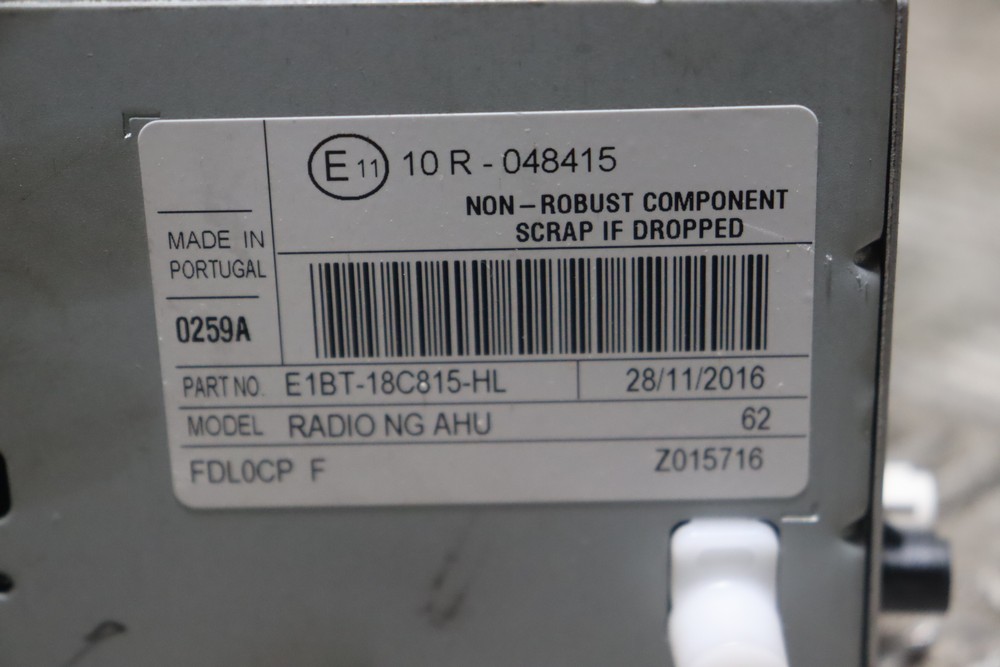 E 11 10 R - 048415
NON-ROBUST COMPONENT
SCRAP IF DROPPED
MADE IN
PORTUGAL
0259A
PART NO. E1BT-18C815-HL 28/11/2016
MODEL RADIO NG AHU 62
FDL0CP F Z015716